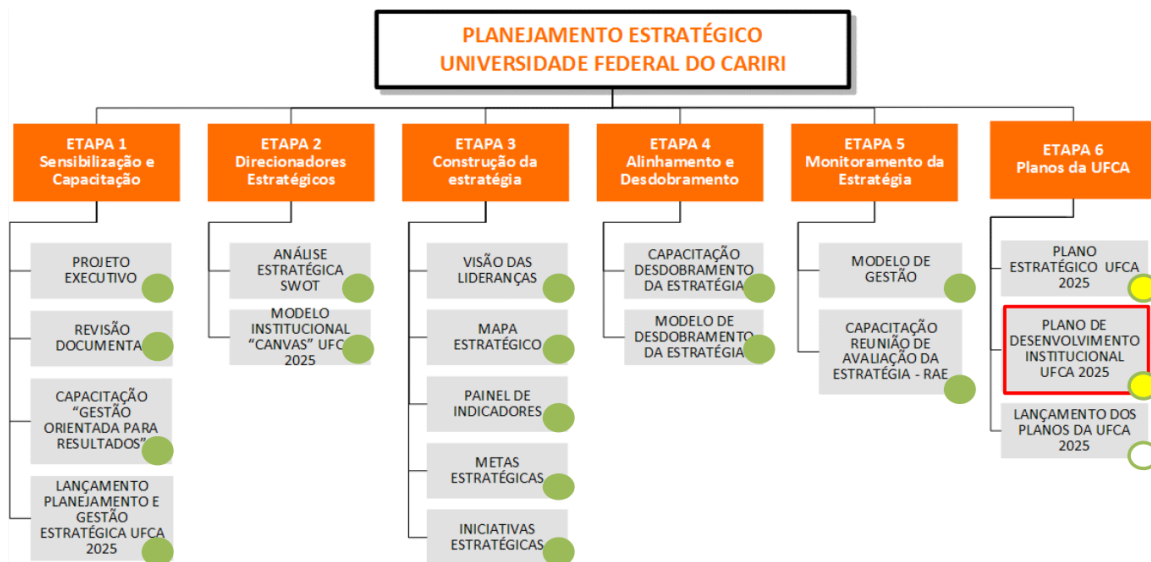 PLANEJAMENTO ESTRATÉGICO
UNIVERSIDADE FEDERAL DO CARIRI
ETAPA 1
Sensibilização e
Capacitação
PROJETO
EXECUTIVO
REVISÃO
DOCUMENTA
CAPACITAÇÃO
“GESTÃO
ORIENTADA PARA
RESULTADOS”
LANÇAMENTO
PLANEJAMENTO E
GESTÃO
ESTRATÉGICA UFCA
2025
ETAPA 2
Direcionadores
Estratégicos
ANÁLISE
ESTRATÉGICA
SWOT
MODELO
INSTITUCIONAL
“CANVAS” UFCA
2025
ETAPA 3
Construção da
estratégia
VISÃO DAS
LIDERANÇAS
MAPA
ESTRATÉGICO
PAINEL DE
INDICADORES
METAS
ESTRATÉGICAS
INICIATIVAS
ESTRATÉGICAS
ETAPA 4
Alinhamento e
Desdobramento
CAPACITAÇÃO
DESDOBRAMENTO
DA ESTRATÉGIA
MODELO DE
DESDOBRAMENTO
DA ESTRATÉGIA
ETAPA 5
Monitoramento da
Estratégia
MODELO DE
GESTÃO
CAPACITAÇÃO
REUNIÃO DE
AVALIAÇÃO DA
ESTRATÉGIA - RAE
ETAPA 6
Planos da UFCA
PLANO
ESTRATÉGICO UFCA
2025
PLANO DE
DESENVOLVIMENTO
INSTITUCIONAL
UFCA 2025
LANÇAMENTO DOS
PLANOS DA UFCA
2025